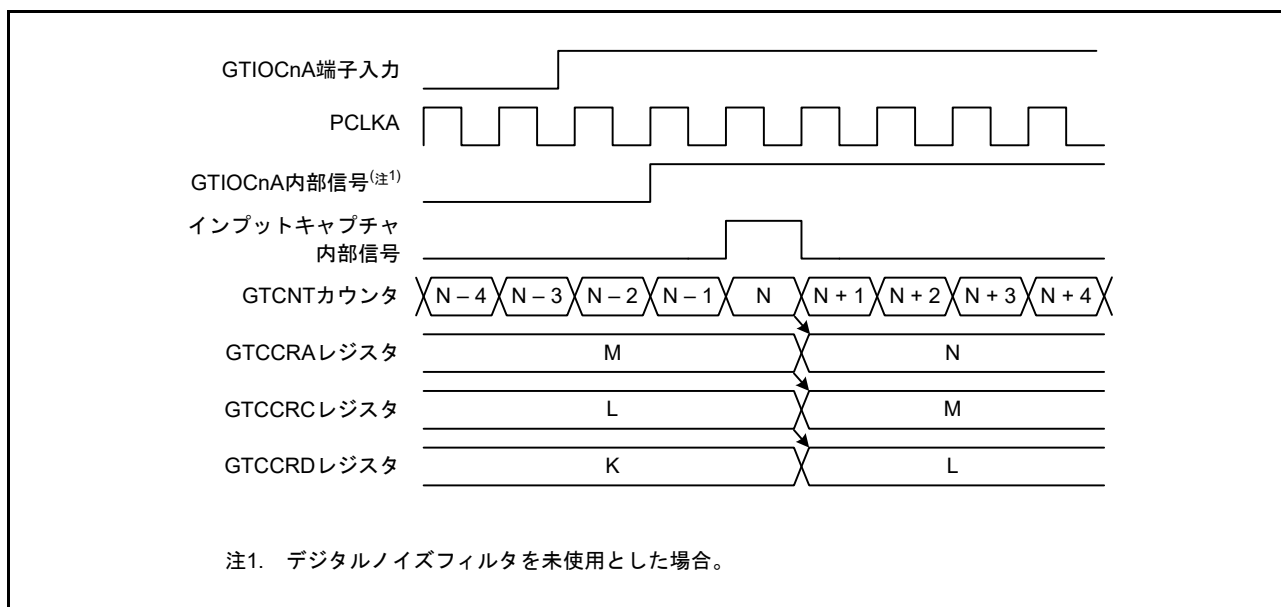 GTIOCnA端子入力
PCLKA
GTIOCnA内部信号(注1)
インプットキャプチャ
内部信号
GTCNTカウンタ N – 4 N – 3 N – 2 N – 1 N N + 1 N + 2 N + 3 N + 4
GTCCRAレジスタ M N
GTCCRCレジスタ L M
GTCCRDレジスタ K L
注1. デジタルノイズフィルタを未使用とした場合。